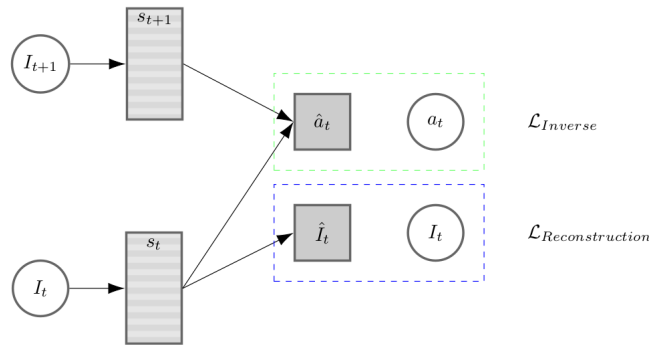 s_{t+1}
I_{t+1}
â_t
a_t
ℒ_{Inverse}
s_t
Î_t
I_t
ℒ_{Reconstruction}
I_t